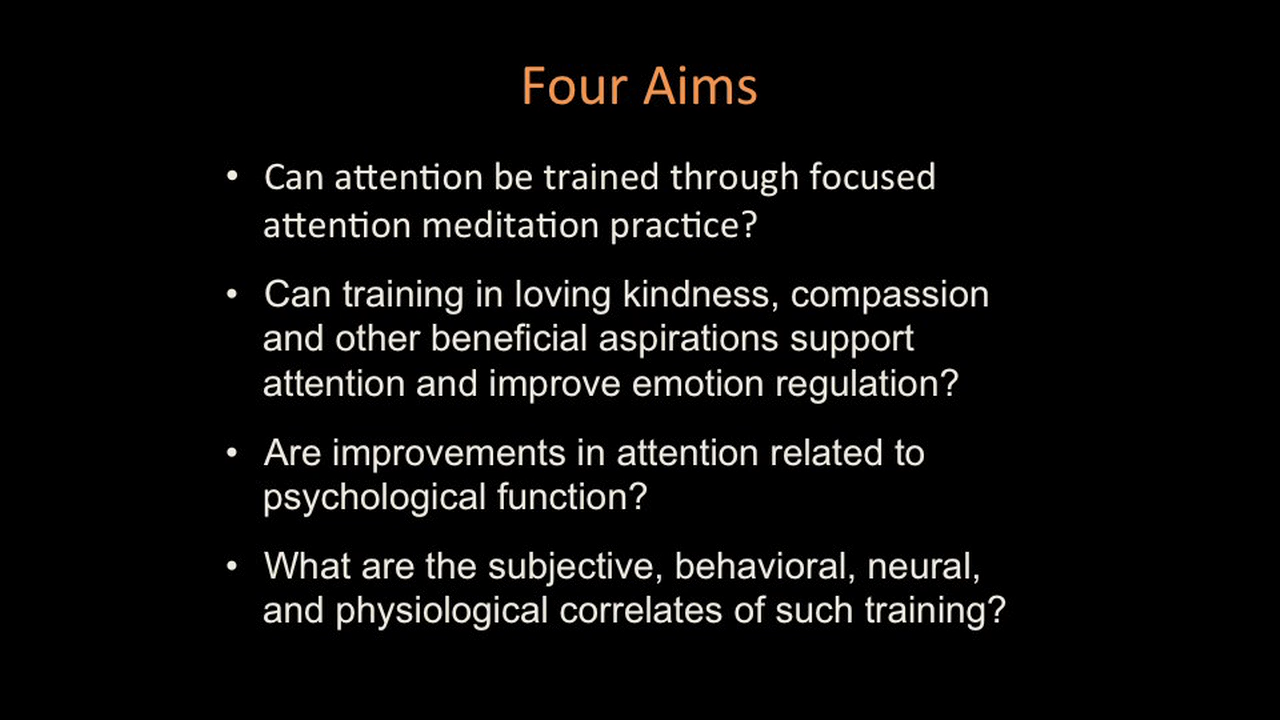 Four Aims
• Can attention be trained through focused
attention meditation practice?
• Can training in loving kindness, compassion
and other beneficial aspirations support
attention and improve emotion regulation?
• Are improvements in attention related to
psychological function?
• What are the subjective, behavioral, neural,
and physiological correlates of such training?